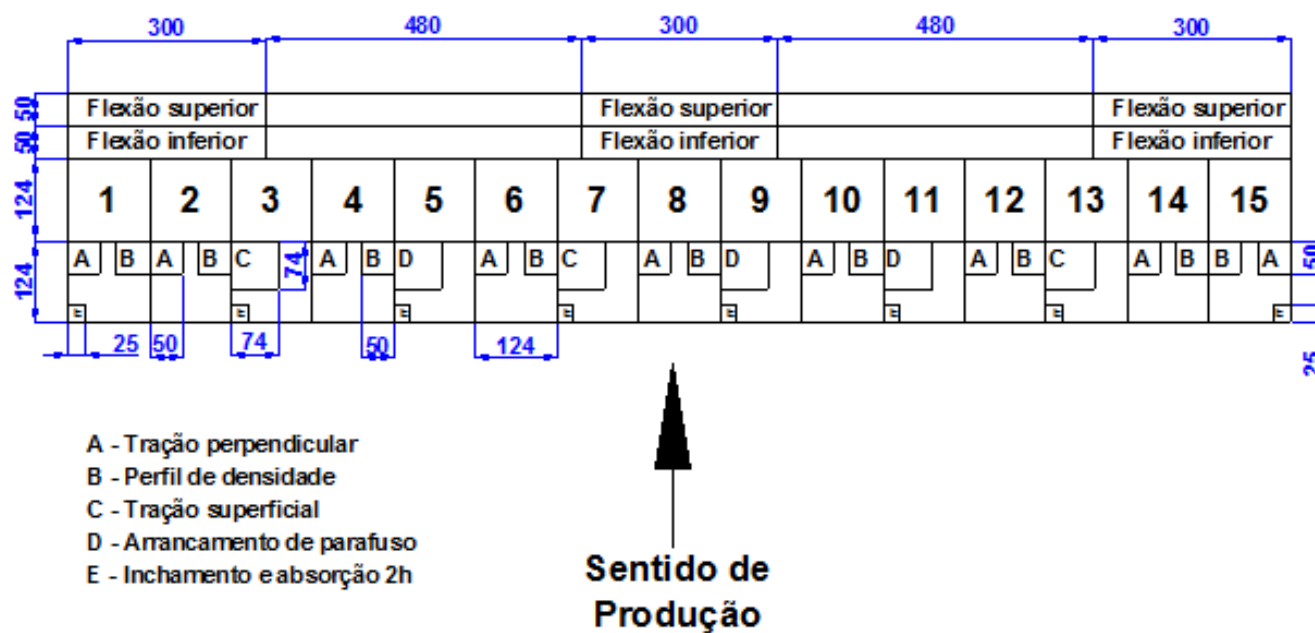 300 480 300 480 300
50 Flexão superior Flexão superior Flexão superior
50 Flexão inferior Flexão inferior Flexão inferior
124 1 2 3 4 5 6 7 8 9 10 11 12 13 14 15
124 A B A B C 74 A B D A B C A B D A B D A B C A B B A 50
E E E E E E E E
25 50 74 50 124 25
A - Tração perpendicular
B - Perfil de densidade
C - Tração superficial
D - Arrancamento de parafuso
E - Inchamento e absorção 2h
Sentido de
Produção